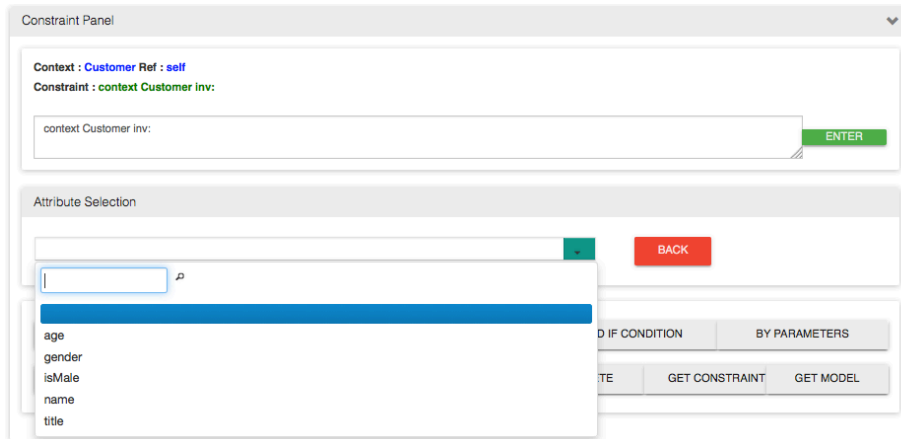 Constraint Panel
Context : Customer Ref : self
Constraint : context Customer inv:
context Customer inv:
ENTER
Attribute Selection
BACK
age
gender
isMale
name
title
D IF CONDITION
BY PARAMETERS
TE
GET CONSTRAINT
GET MODEL